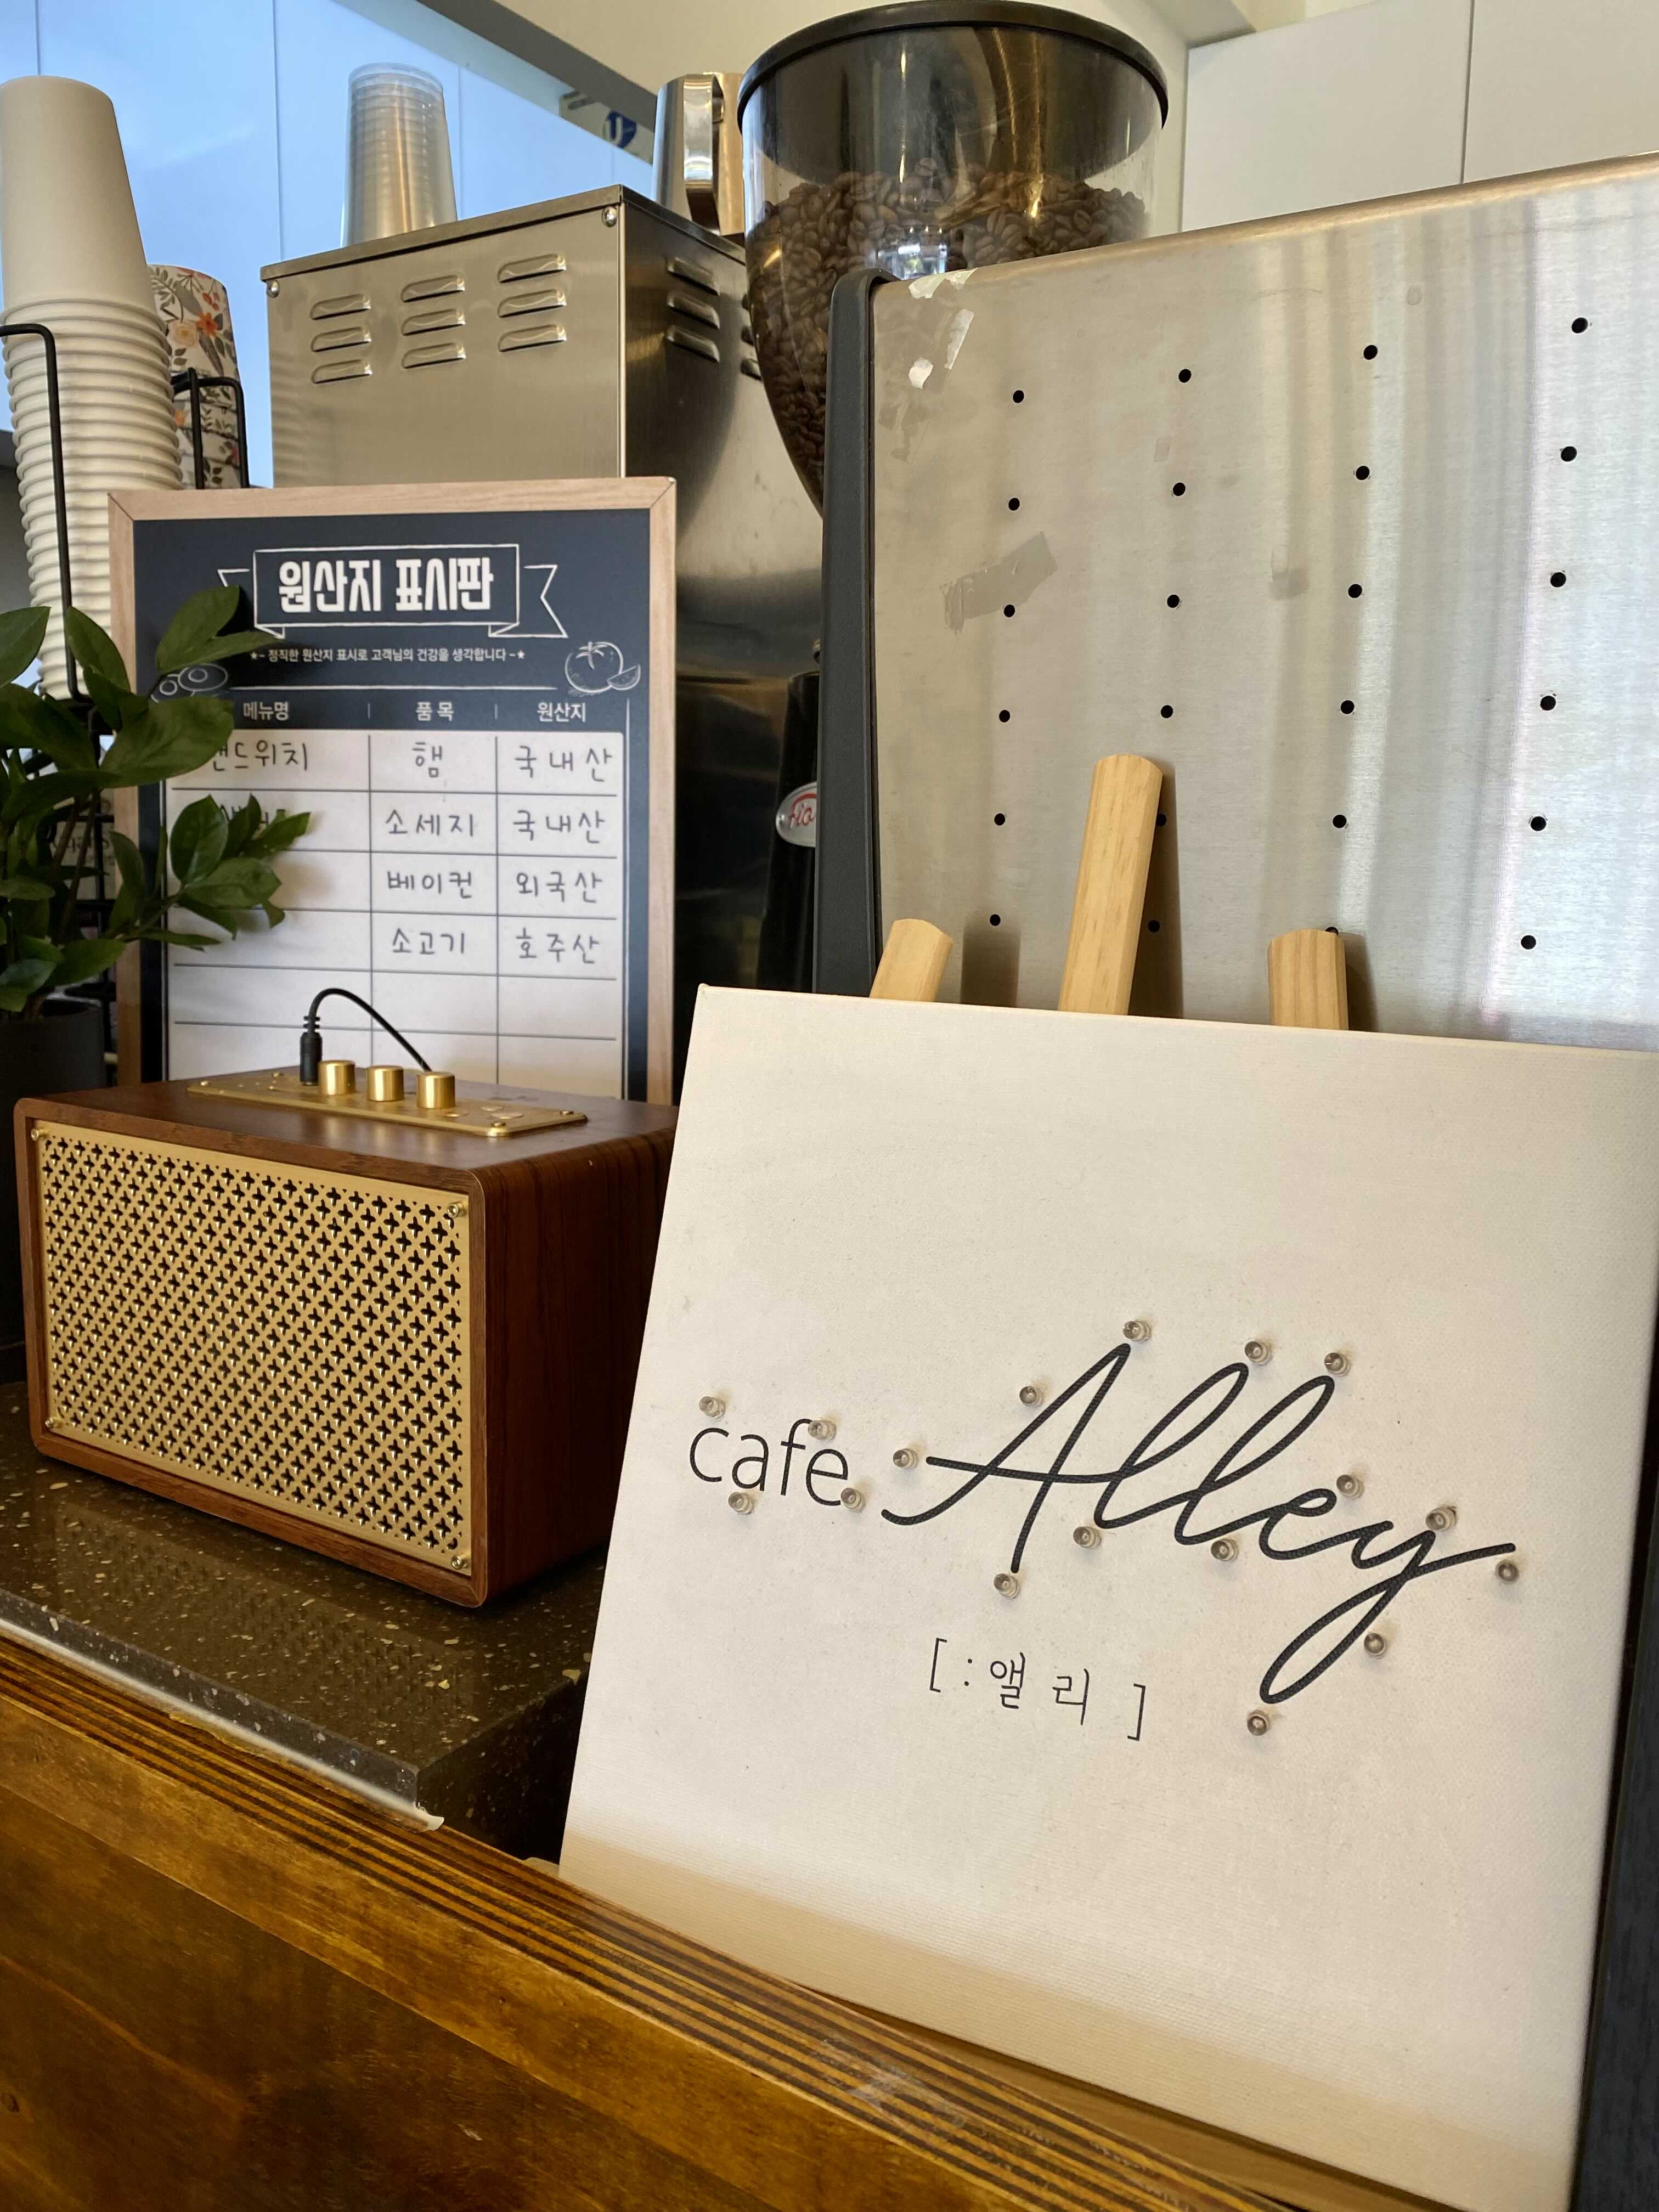 원산지 표시판
★- 정직한 원산지 표시로 고객님의 건강을 생각합니다 -★
메뉴명 품목 원산지
햄 국내산
소세지 국내산
베이컨 외국산
소고기 호주산
cafe Alley
[ : 앨 리 ]